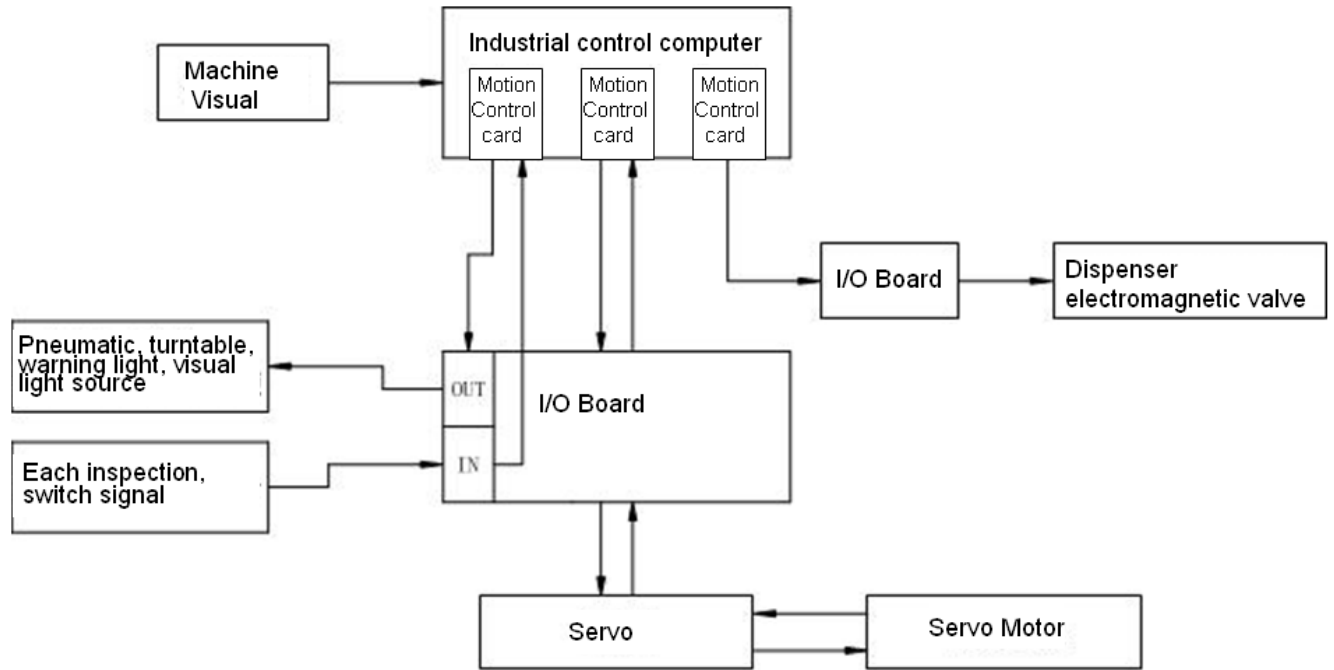 Industrial control computer
Machine
Visual
Motion
Control
card
Motion
Control
card
Motion
Control
card
I/O Board
Dispenser
electromagnetic valve
Pneumatic, turntable,
warning light, visual
light source
OUT
I/O Board
IN
Each inspection,
switch signal
Servo
Servo Motor